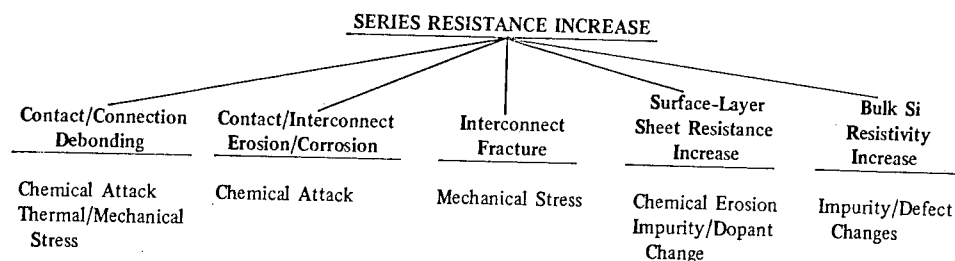 SERIES RESISTANCE INCREASE
Contact/Connection
Debonding
Chemical Attack
Thermal/Mechanical
Stress
Contact/Interconnect
Erosion/Corrosion
Chemical Attack
Interconnect
Fracture
Mechanical Stress
Surface-Layer
Sheet Resistance
Increase
Chemical Erosion
Impurity/Dopant
Change
Bulk Si
Resistivity
Increase
Impurity/Defect
Changes